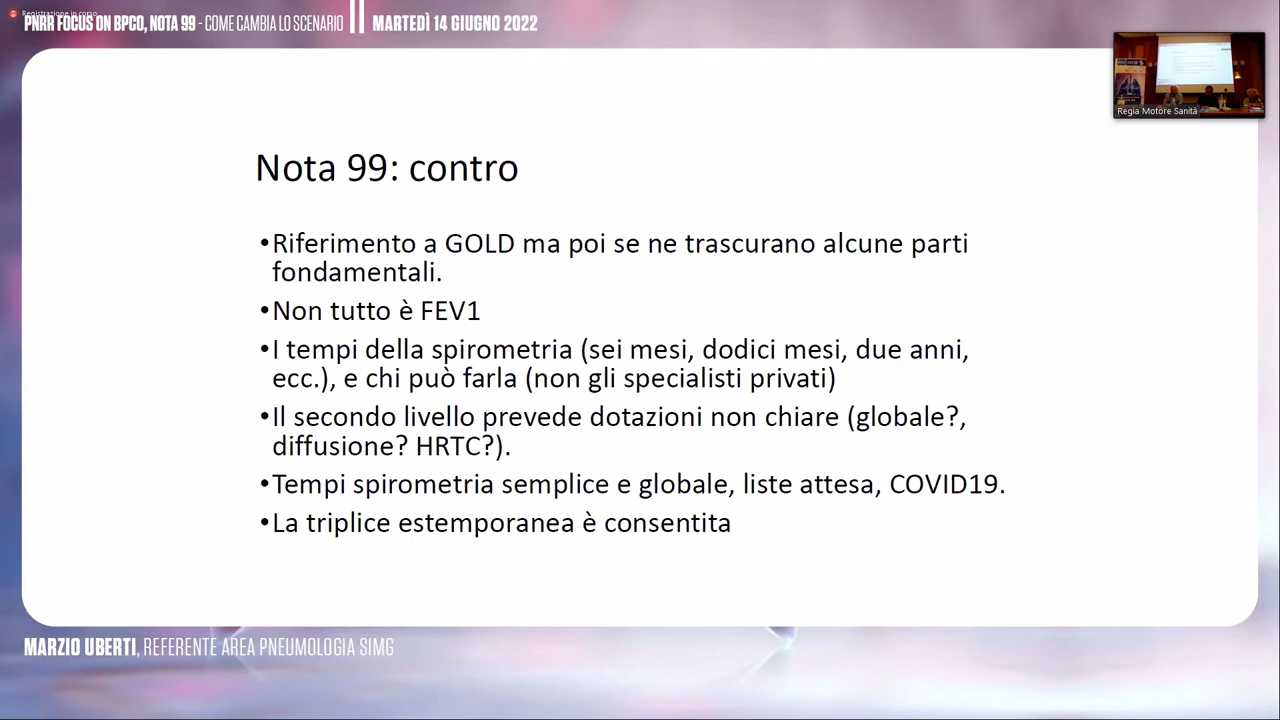 Registrazione in corso
PNRR FOCUS ON BPCO, NOTA 99 - COME CAMBIA LO SCENARIO || MARTEDÌ 14 GIUGNO 2022
Regia Motore Sanità
Nota 99: contro
•Riferimento a GOLD ma poi se ne trascurano alcune parti
fondamentali.
•Non tutto è FEV1
•I tempi della spirometria (sei mesi, dodici mesi, due anni,
ecc.), e chi può farla (non gli specialisti privati)
•Il secondo livello prevede dotazioni non chiare (globale?,
diffusione? HRTC?).
•Tempi spirometria semplice e globale, liste attesa, COVID19.
•La triplice estemporanea è consentita
MARZIO UBERTI, REFERENTE AREA PNEUMOLOGIA SIMG